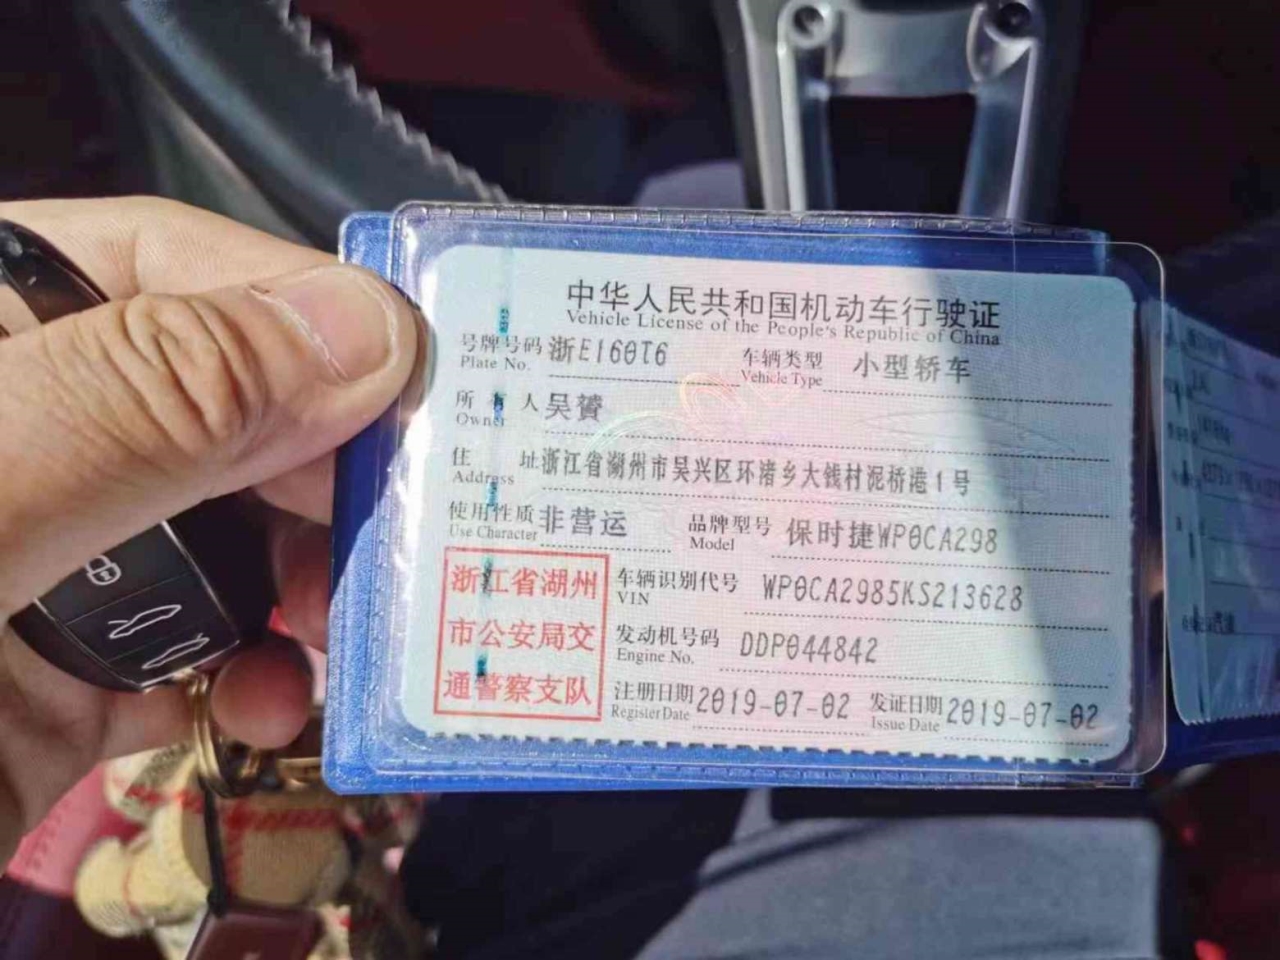 中华人民共和国机动车行驶证
Vehicle License of the People's Republic of China
号牌号码 浙E160T6 车辆类型 小型轿车
Plate No. Vehicle Type
所有人 吴贇
Owner
住址 浙江省湖州市吴兴区环渚乡大钱村泥桥港1号
Address
使用性质 非营运 品牌型号 保时捷WP0CA298
Use Character Model
浙江省湖州
市公安局交
通警察支队
车辆识别代号 WP0CA2985KS213628
VIN
发动机号码 DDP044842
Engine No.
注册日期 2019-07-02 发证日期 2019-07-02
Register Date Issue Date